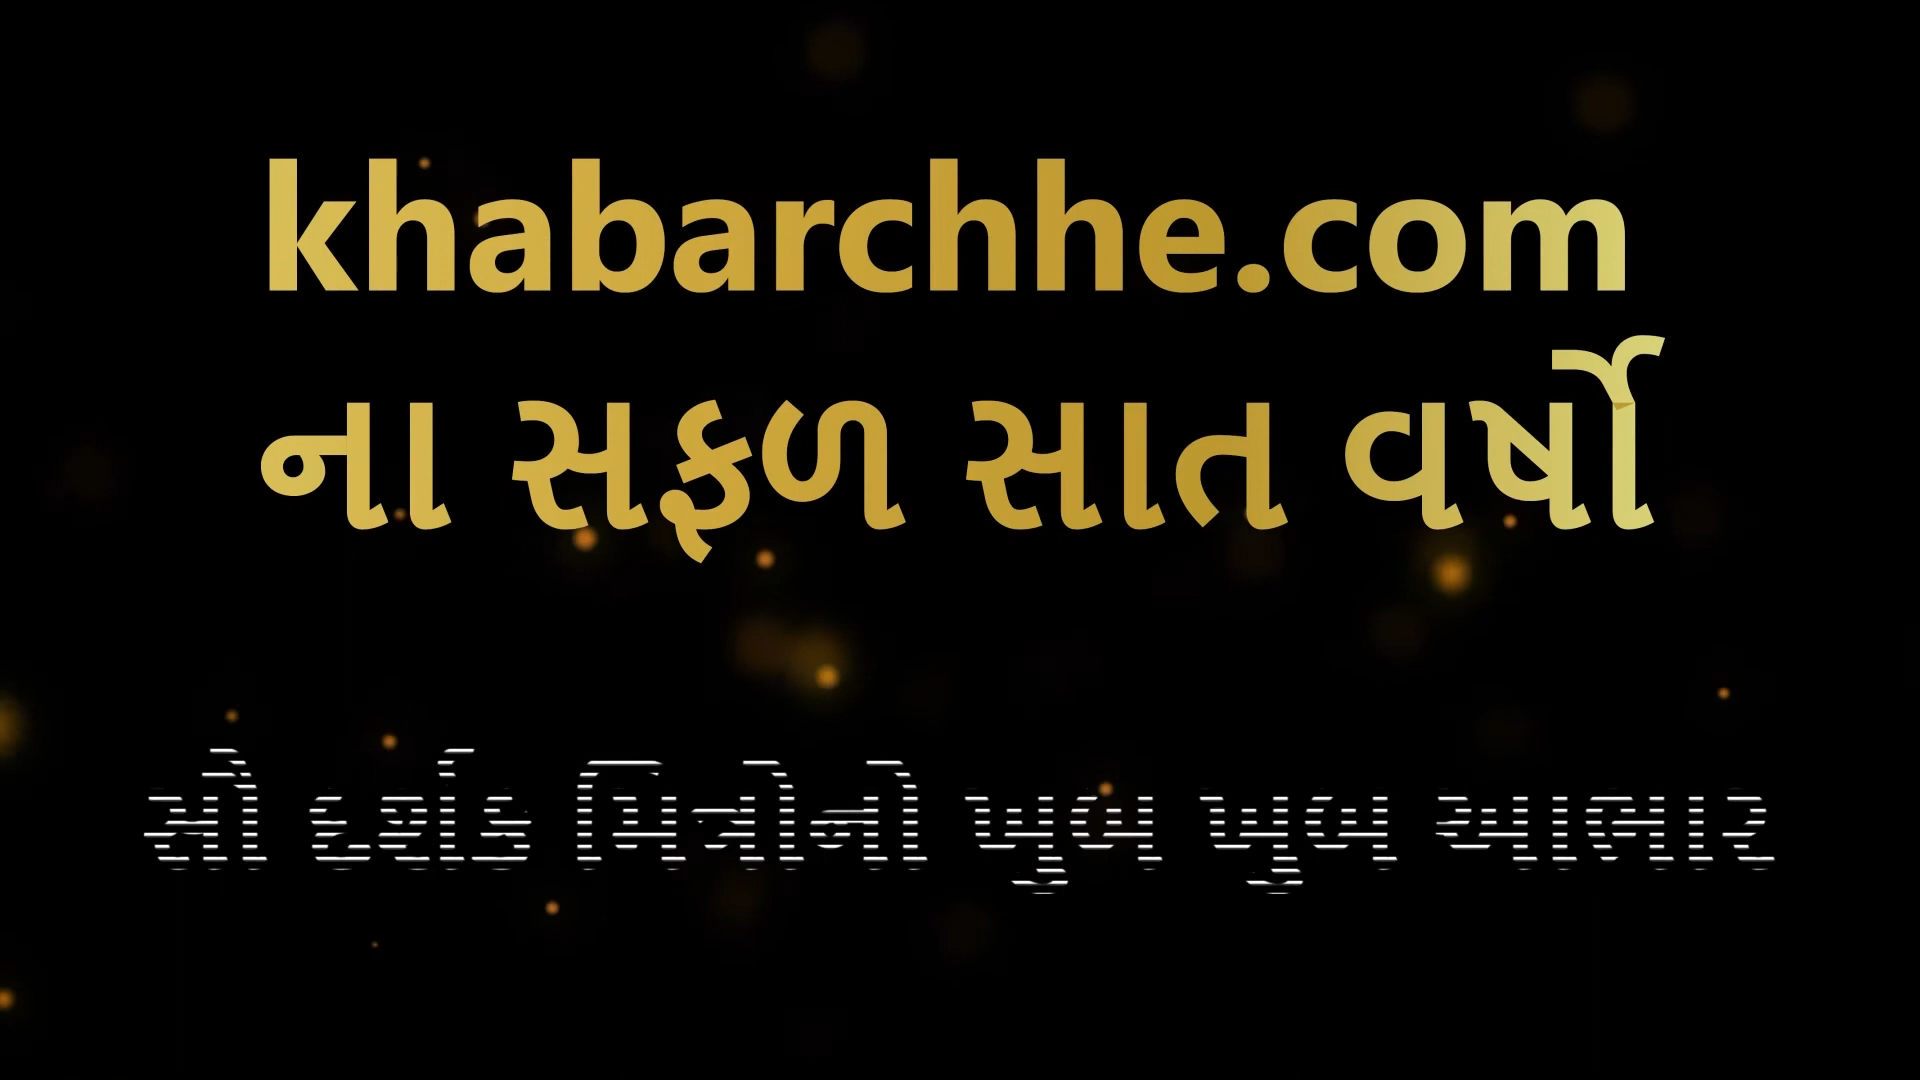 khabarchhe.com
ના સફળ સાત વર્ષો
સૌ દર્શક મિત્રોનો ખુબ ખુબ આભાર